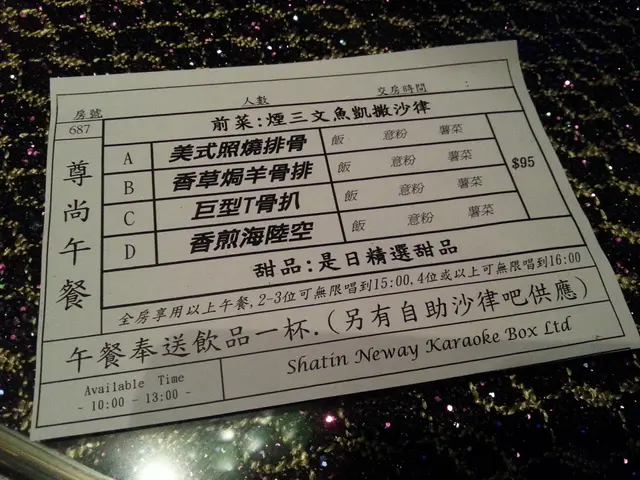 房號 人數 交房時間 :
687 前菜:煙三文魚凱撒沙律
尊尚午餐
A 美式照燒排骨 飯 意粉 薯菜
B 香草焗羊骨排 飯 意粉 薯菜
C 巨型T骨扒 飯 意粉 薯菜
D 香煎海陸空 飯 意粉 薯菜
$95
甜品:是日精選甜品
全房享用以上午餐,2-3位可無限唱到15:00,4位或以上可無限唱到16:00
午餐奉送飲品一杯.(另有自助沙律吧供應)
Available Time
- 10:00 - 13:00 -
Shatin Neway Karaoke Box Ltd